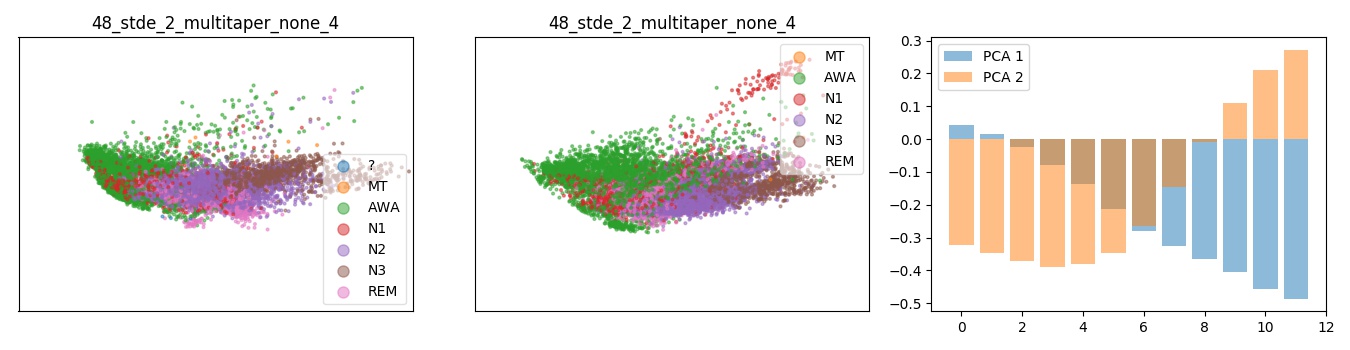 48_stde_2_multitaper_none_4
?
MT
AWA
N1
N2
N3
REM
48_stde_2_multitaper_none_4
MT
AWA
N1
N2
N3
REM
PCA 1
PCA 2
0.3
0.2
0.1
0.0
−0.1
−0.2
−0.3
−0.4
−0.5
0 2 4 6 8 10 12